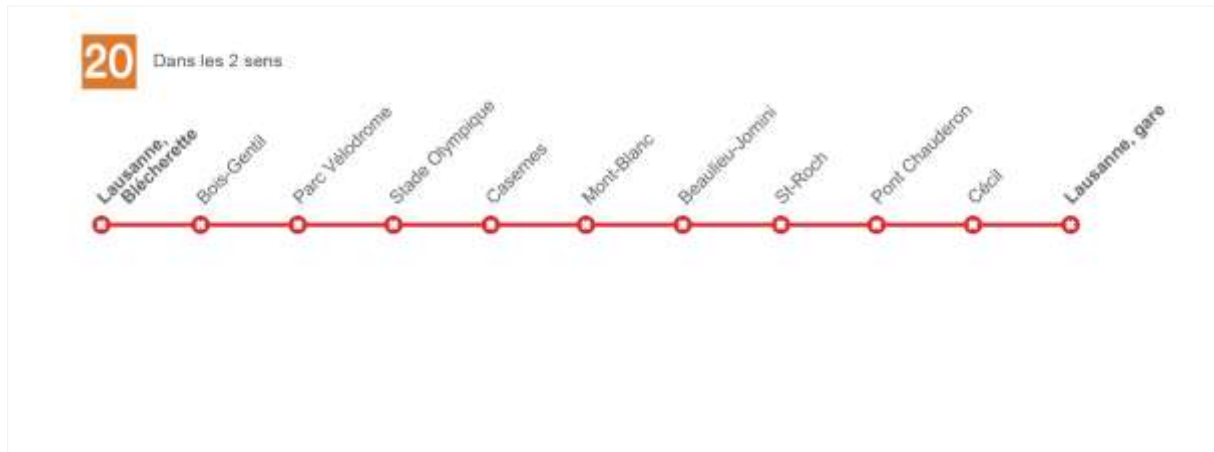 20
Dans les 2 sens
Lausanne,
Blécherette
Bois-Gentil
Parc Vélodrome
Stade Olympique
Casernes
Mont-Blanc
Beaulieu-Jomini
St-Roch
Pont Chauderon
Cécil
Lausanne, gare